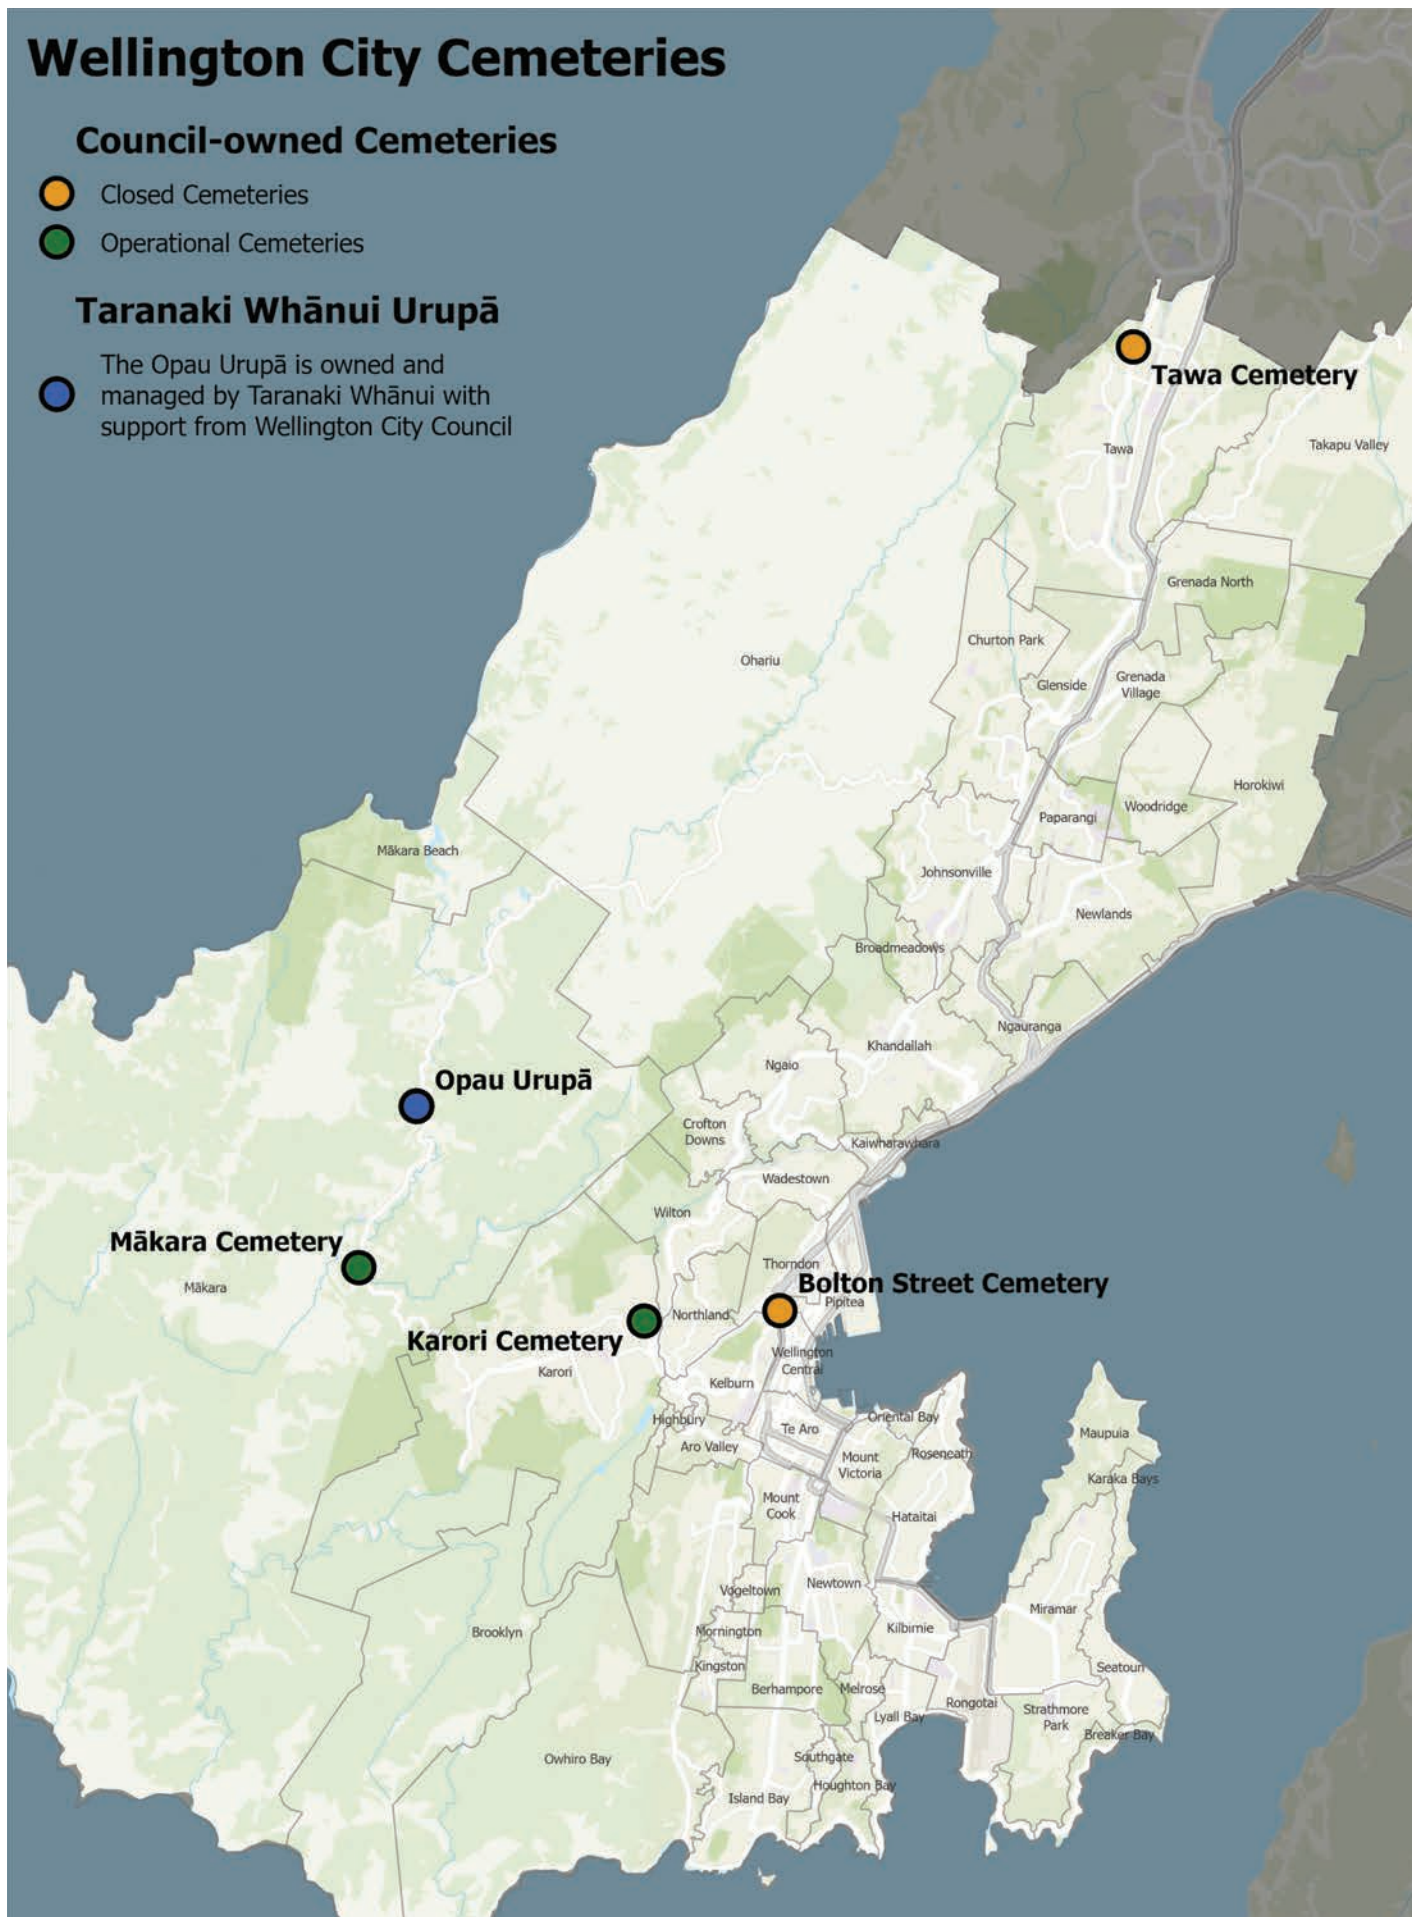 Wellington City Cemeteries
Council-owned Cemeteries
Closed Cemeteries
Operational Cemeteries
Taranaki Whānui Urupā
The Opau Urupā is owned and
managed by Taranaki Whānui with
support from Wellington City Council
Tawa Cemetery
Tawa
Takapu Valley
Grenada North
Churton Park
Ohariu
Glenside
Grenada
Village
Horokiwi
Woodridge
Paparangi
Mākara Beach
Johnsonville
Newlands
Broadmeadows
Ngauranga
Khandallah
Ngaio
Opau Urupā
Crofton
Downs
Kaiwharawhara
Wadestown
Wilton
Mākara Cemetery
Mākara
Thorndon
Bolton Street Cemetery
Pipitea
Northland
Karori Cemetery
Karori
Wellington
Central
Kelburn
Highbury
Oriental Bay
Te Aro
Aro Valley
Mount
Victoria
Roseneath
Maupuia
Karaka Bays
Mount
Cook
Hataitai
Newtown
Vogeltown
Miramar
Kilbirnie
Brooklyn
Mornington
Kingston
Seatoun
Berhampore
Melrose
Rongotai
Strathmore
Park
Lyall Bay
Breaker Bay
Owhiro Bay
Southgate
Houghton Bay
Island Bay